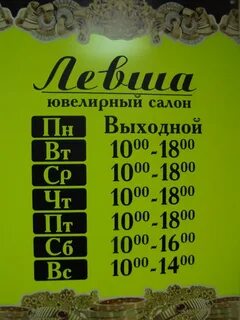 Левша
ювелирный салон
Пн Выходной
Вт 10⁰⁰-18⁰⁰
Ср 10⁰⁰-18⁰⁰
Чт 10⁰⁰-18⁰⁰
Пт 10⁰⁰-18⁰⁰
Сб 10⁰⁰-16⁰⁰
Вс 10⁰⁰-14⁰⁰